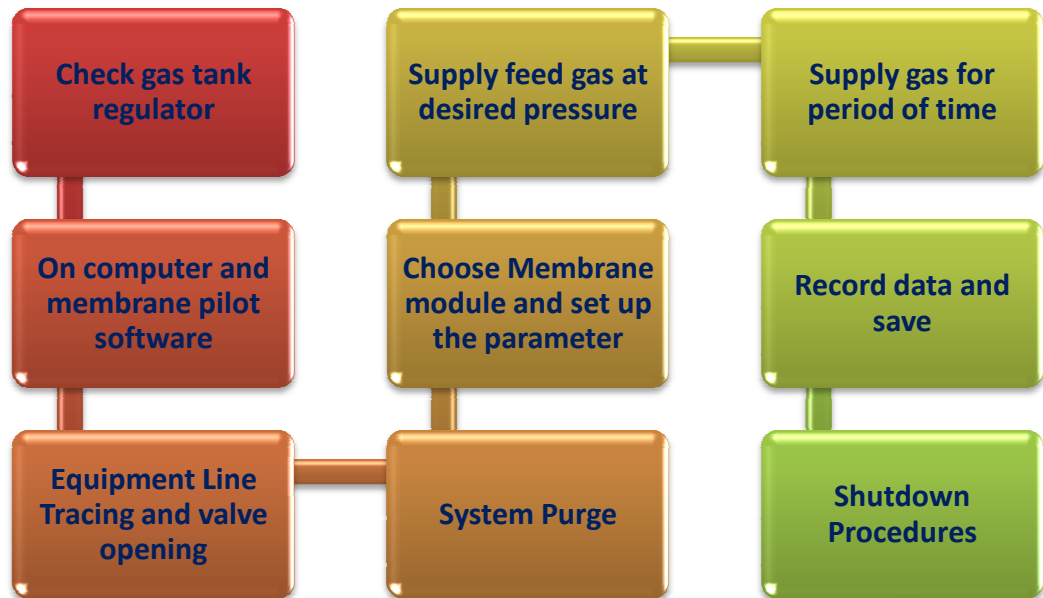 Check gas tank
regulator
On computer and
membrane pilot
software
Equipment Line
Tracing and valve
opening
System Purge
Choose Membrane
module and set up
the parameter
Supply feed gas at
desired pressure
Supply gas for
period of time
Record data and
save
Shutdown
Procedures